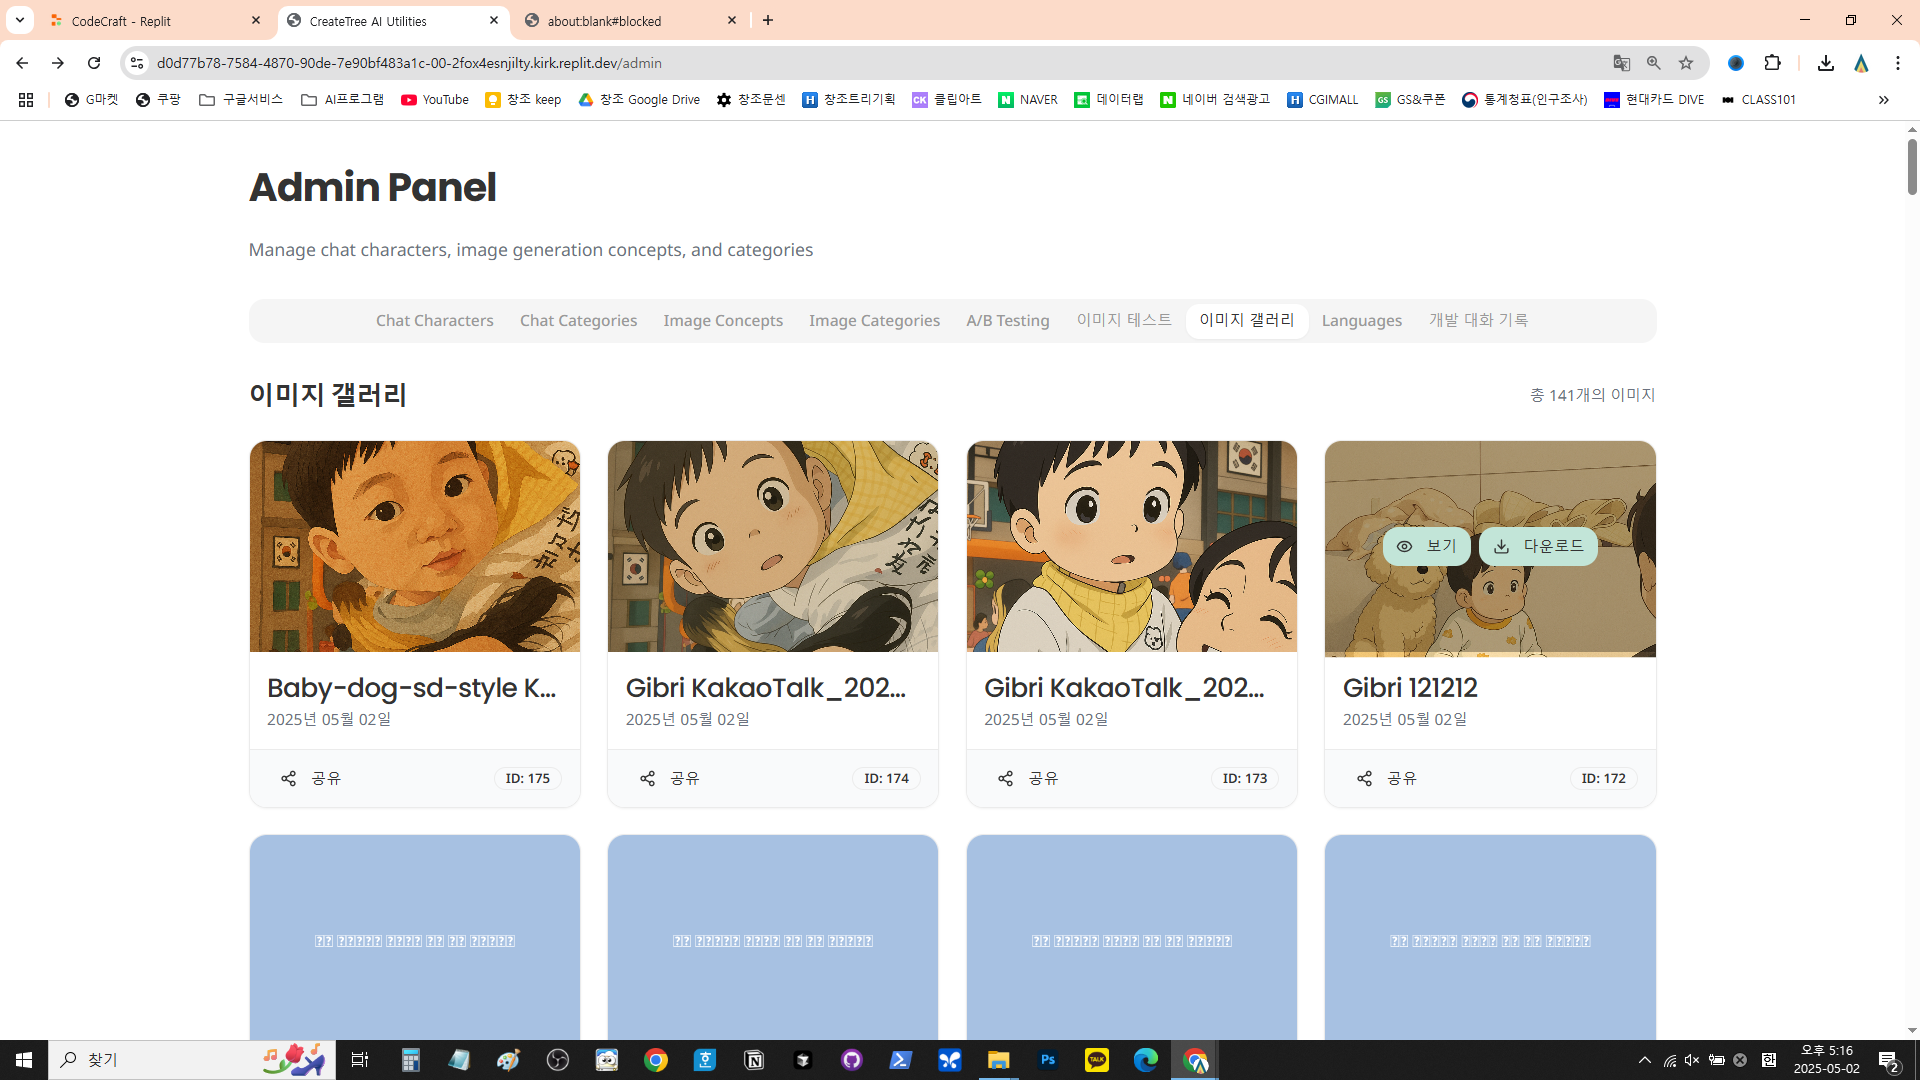 CodeCraft - Replit
CreateTree AI Utilities
about:blank#blocked
d0d77b78-7584-4870-90de-7e90bf483a1c-00-2fox4esnjilty.kirk.replit.dev/admin
G마켓
쿠팡
구글서비스
AI프로그램
YouTube
창조 keep
창조 Google Drive
창조문센
창조트리기획
클립아트
NAVER
데이터랩
네이버 검색광고
CGIMALL
GS&쿠폰
통계청표(인구조사)
현대카드 DIVE
CLASS101
Admin Panel
Manage chat characters, image generation concepts, and categories
Chat Characters
Chat Categories
Image Concepts
Image Categories
A/B Testing
이미지 테스트
이미지 갤러리
Languages
개발 대화 기록
이미지 갤러리
총 141개의 이미지
보기
다운로드
Baby-dog-sd-style K...
2025년 05월 02일
공유
ID: 175
Gibri KakaoTalk_202...
2025년 05월 02일
공유
ID: 174
Gibri KakaoTalk_202...
2025년 05월 02일
공유
ID: 173
Gibri 121212
2025년 05월 02일
공유
ID: 172
찾기
Ps
TALK
한
오후 5:16
2025-05-02
2